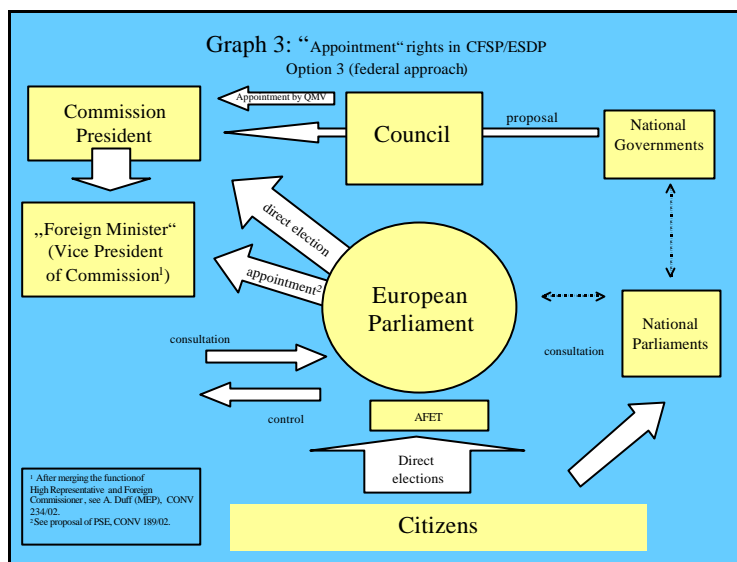 Graph 3: “Appointment“ rights in CFSP/ESDP
Option 3 (federal approach)
Commission
President
Appointment by QMV
Council
proposal
National
Governments
„Foreign Minister“
(Vice President
of Commission¹)
direct election
appointment²
European
Parliament
National
Parliaments
consultation
consultation
control
AFET
Direct
elections
Citizens
¹ After merging the functionof
High Representative and Foreign
Commissioner, see A. Duff (MEP), CONV
234/02.
² See proposal of PSE, CONV 189/02.